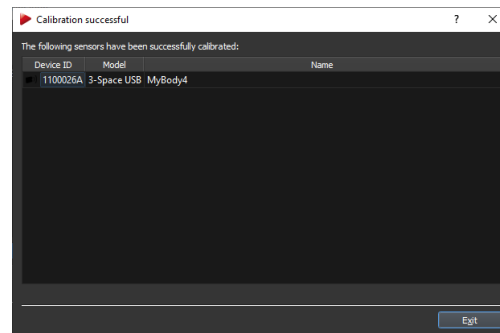 Calibration successful
?
The following sensors have been successfully calibrated:
Device ID Model Name
1100026A 3-Space USB MyBody4
Exit